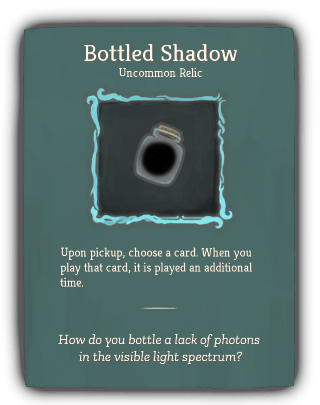 Bottled Shadow
Uncommon Relic
Upon pickup, choose a card. When you
play that card, it is played an additional
time.
How do you bottle a lack of photons
in the visible light spectrum?